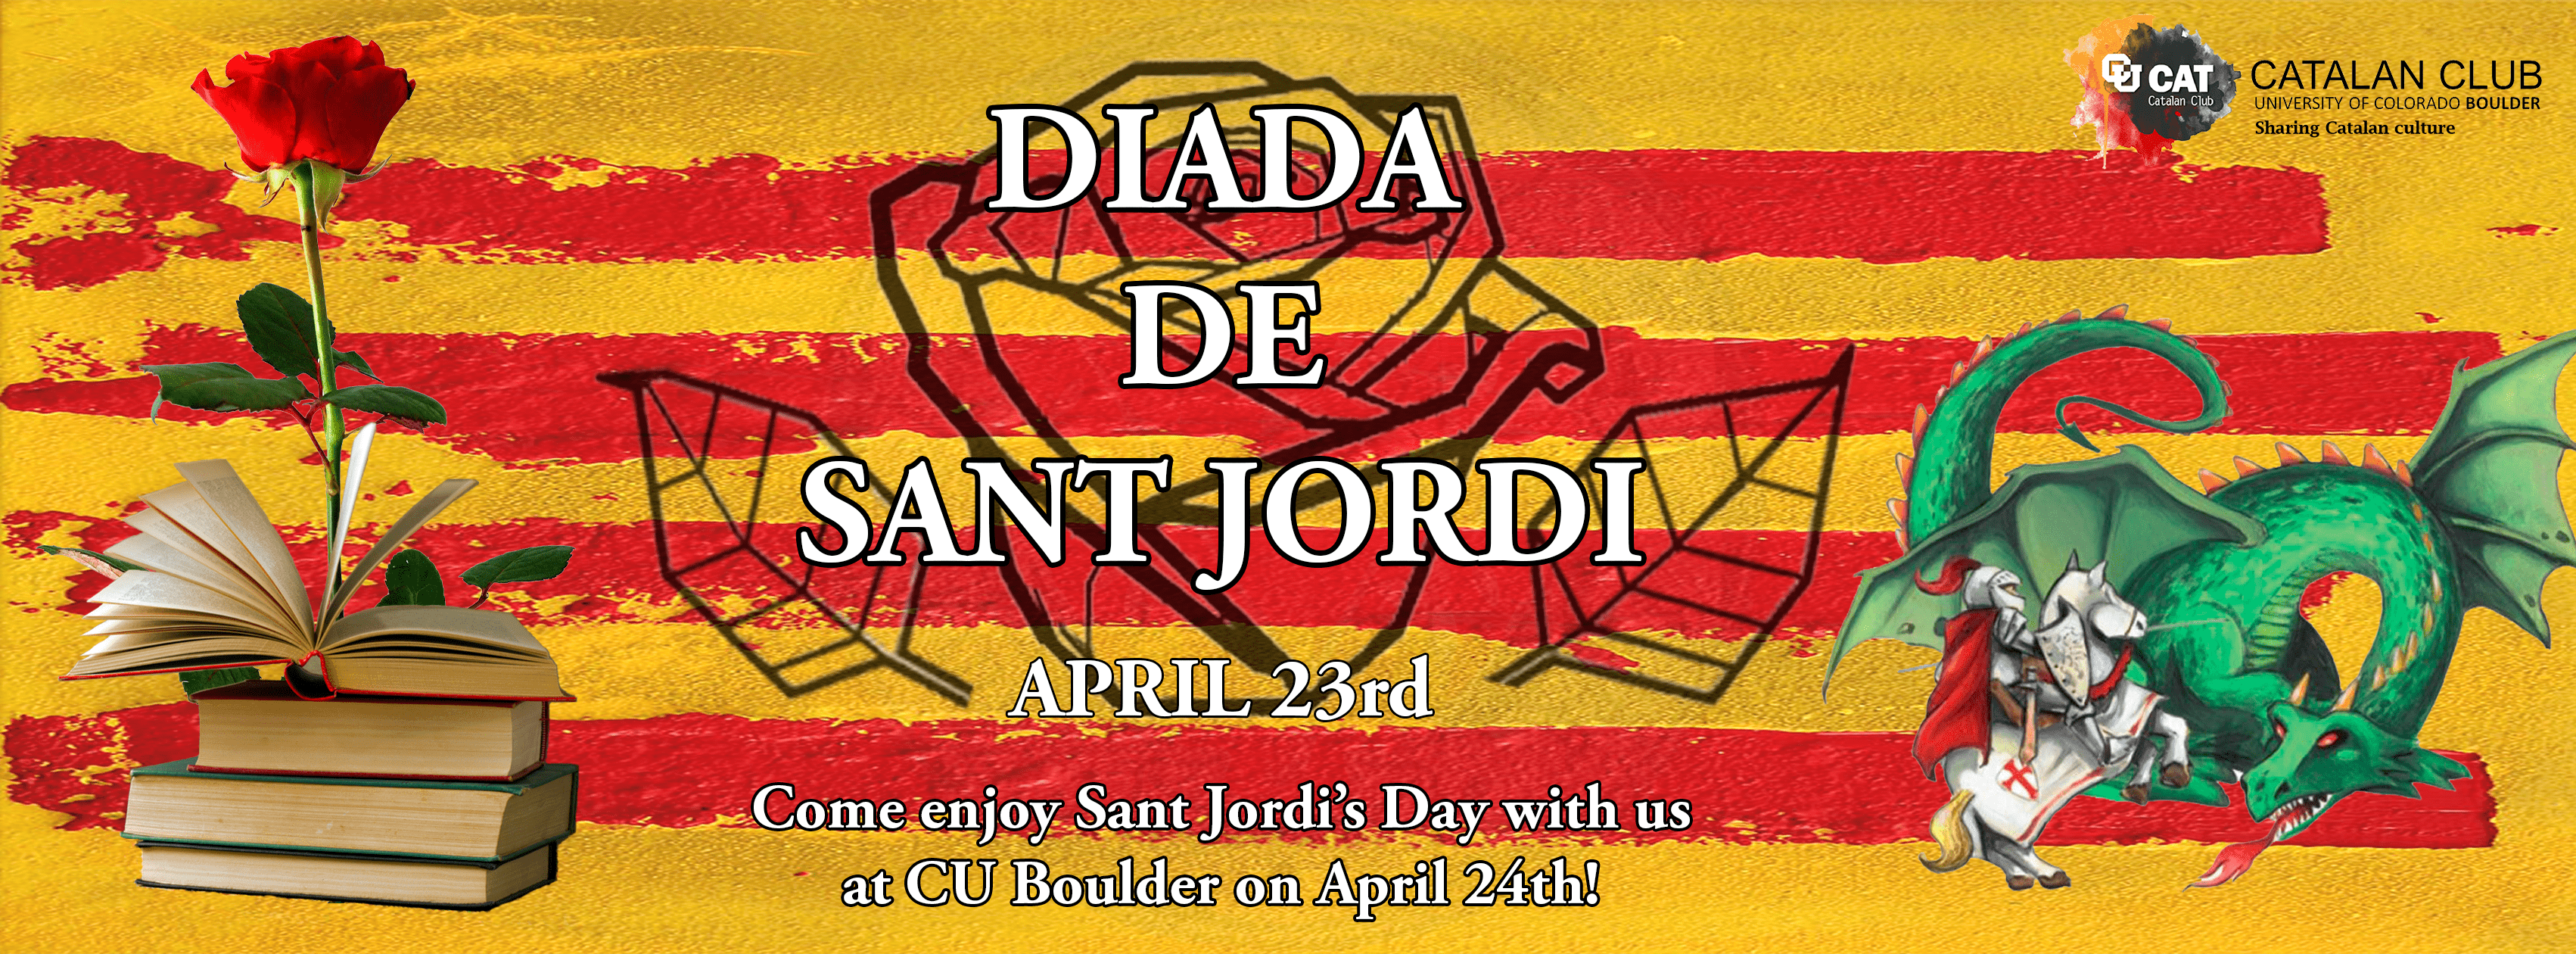 DIADA
DE
SANT JORDI
APRIL 23rd
Come enjoy Sant Jordi's Day with us
at CU Boulder on April 24th!
CU CAT
Catalan Club
CATALAN CLUB
UNIVERSITY OF COLORADO BOULDER
Sharing Catalan culture